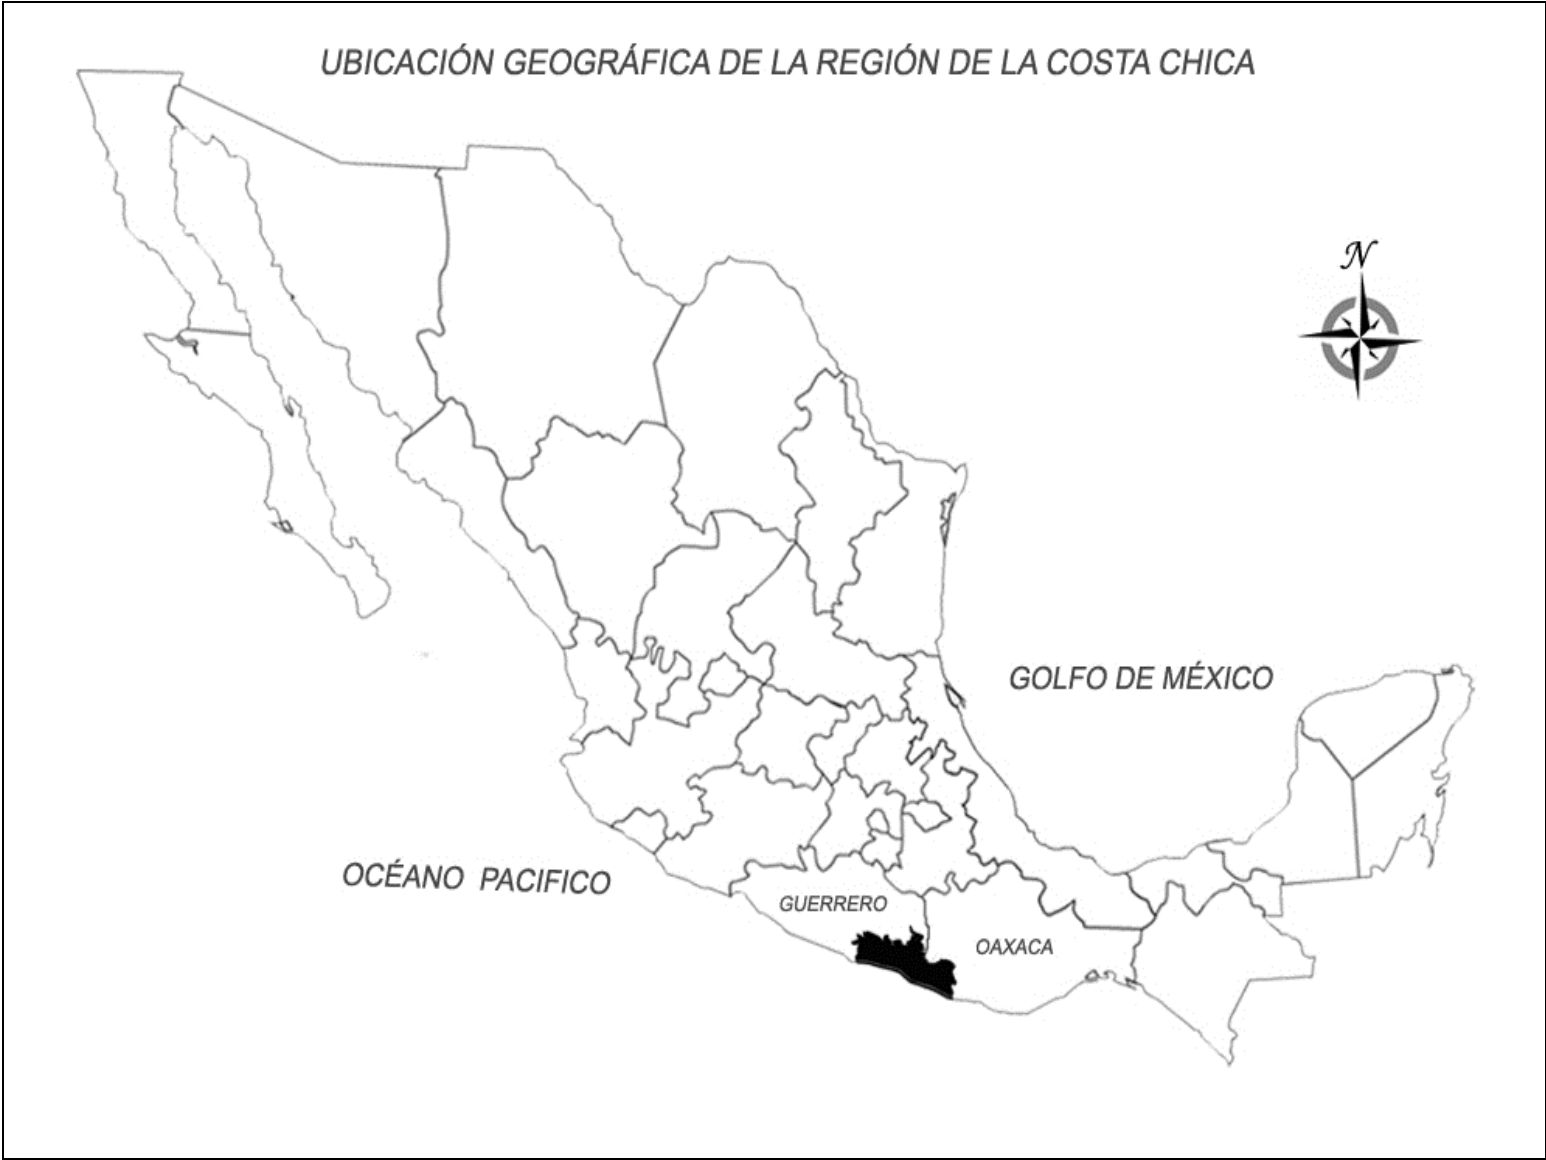 UBICACIÓN GEOGRÁFICA DE LA REGIÓN DE LA COSTA CHICA
N
GOLFO DE MÉXICO
OCÉANO PACIFICO
GUERRERO
OAXACA